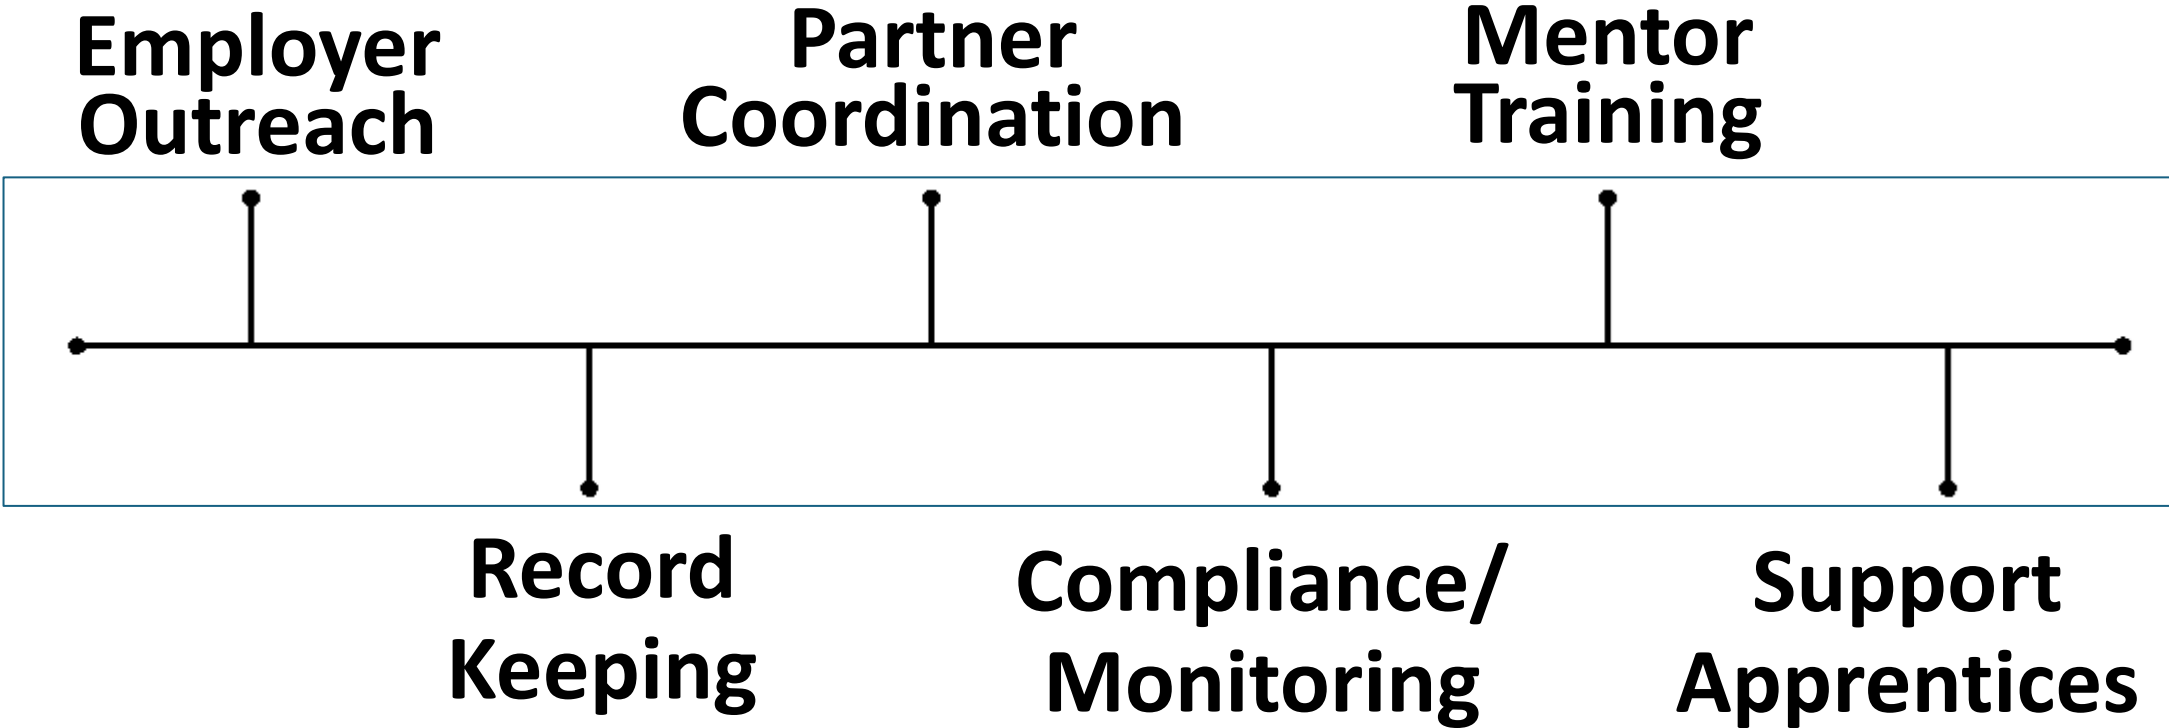 Employer
Outreach
Partner
Coordination
Mentor
Training
Record
Keeping
Compliance/
Monitoring
Support
Apprentices